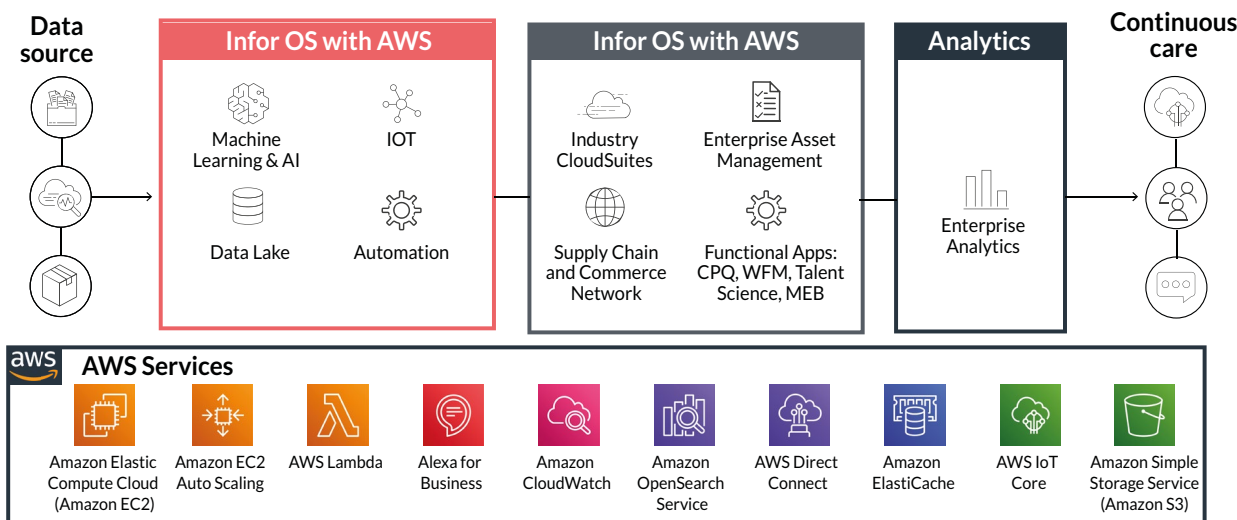 Data
source
Infor OS with AWS
Machine
Learning & AI
IOT
Data Lake
Automation
Infor OS with AWS
Industry
CloudSuites
Enterprise Asset
Management
Supply Chain
and Commerce
Network
Functional Apps:
CPQ, WFM, Talent
Science, MEB
Analytics
Enterprise
Analytics
Continuous
care
aws
AWS Services
Amazon Elastic
Compute Cloud
(Amazon EC2)
Amazon EC2
Auto Scaling
AWS Lambda
Alexa for
Business
Amazon
CloudWatch
Amazon
OpenSearch
Service
AWS Direct
Connect
Amazon
ElastiCache
AWS IoT
Core
Amazon Simple
Storage Service
(Amazon S3)